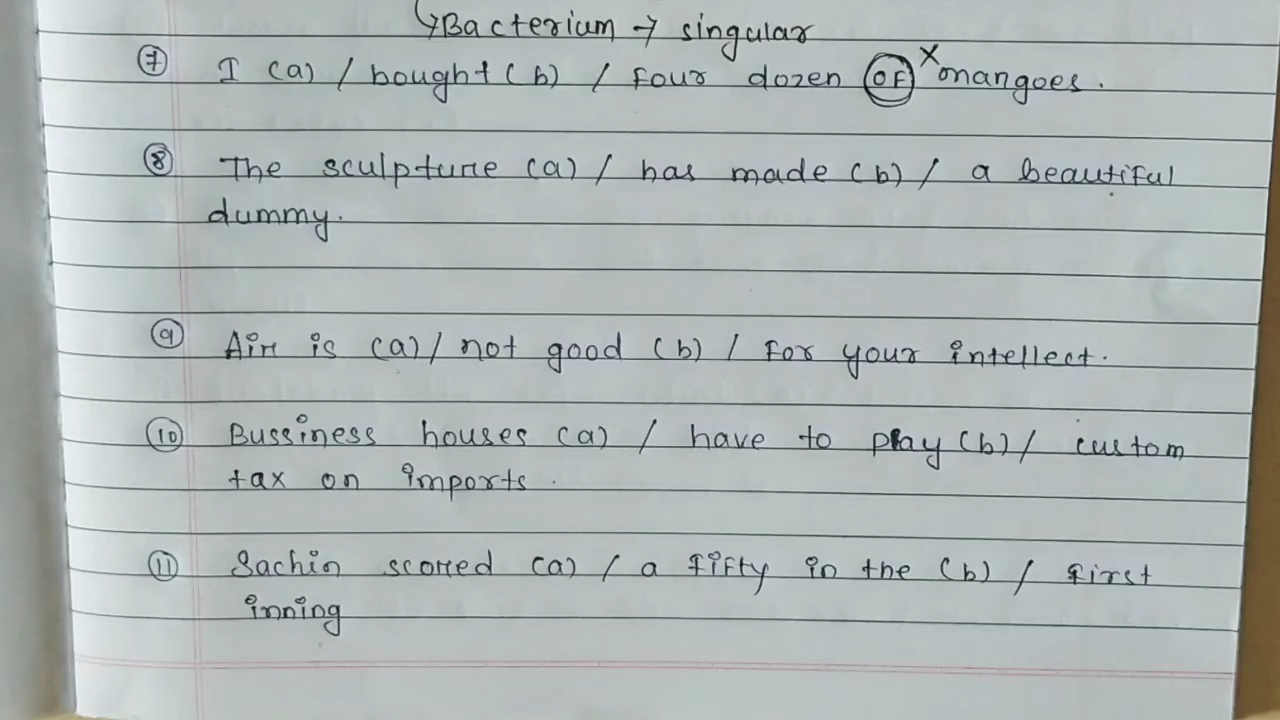 ↳Bacterium → singular
⑦ I (a) / bought (b) / four dozen OF x mangoes.
⑧ The sculpture (a) / has made (b) / a beautiful
dummy.
⑨ Air is (a) / not good (b) / For your intellect.
⑩ Bussiness houses (a) / have to play (b) / custom
tax on imports.
⑪ Sachin scored (a) / a fifty in the (b) / first
inning